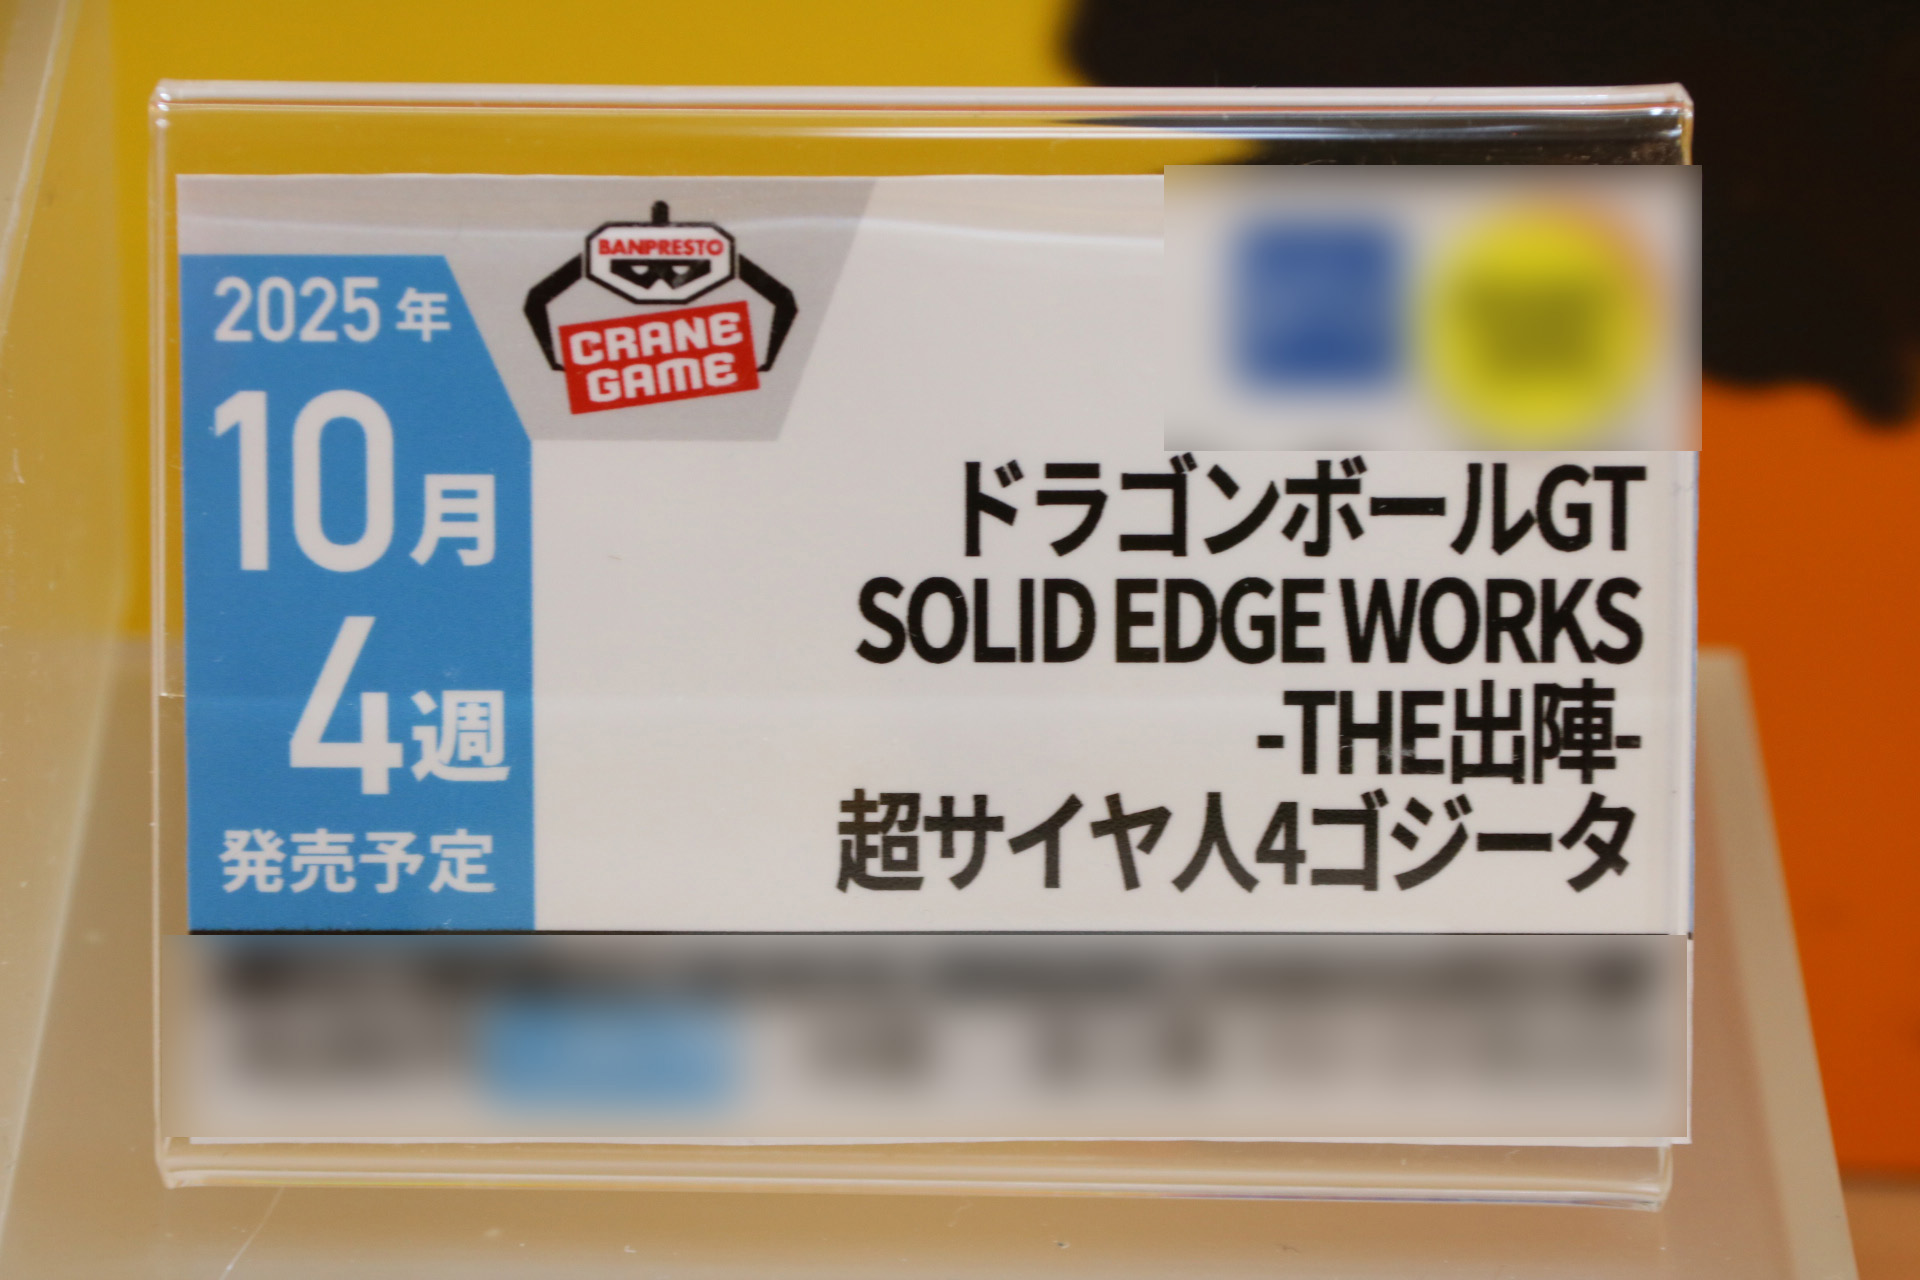 2025年
10月
4週
発売予定
BANPRESTO
CRANE
GAME
ドラゴンボールGT
SOLID EDGE WORKS
-THE出陣-
超サイヤ人4ゴジータ